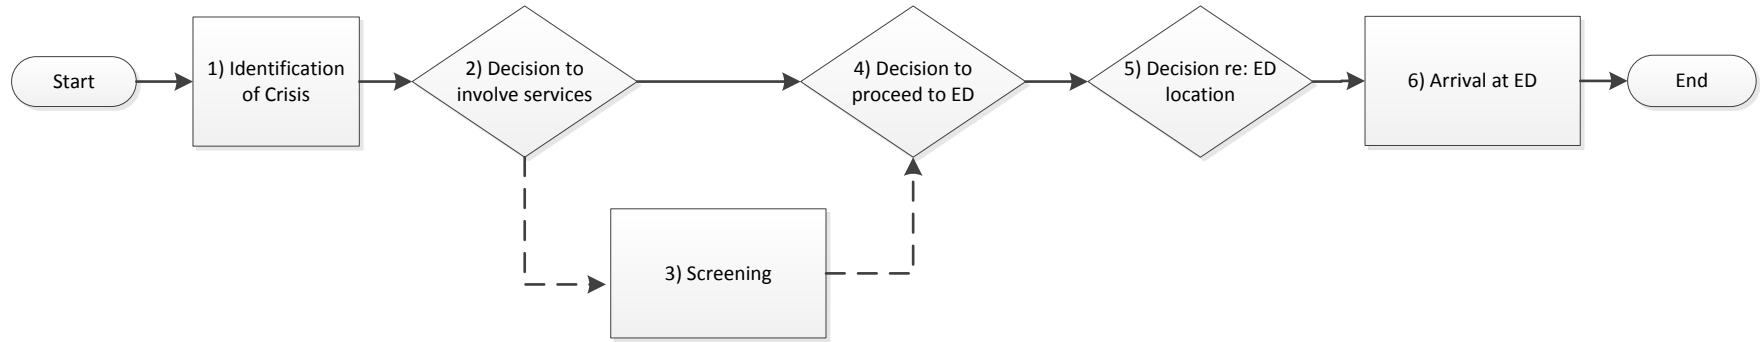 Start
1) Identification
of Crisis
2) Decision to
involve services
4) Decision to
proceed to ED
5) Decision re: ED
location
6) Arrival at ED
End
3) Screening